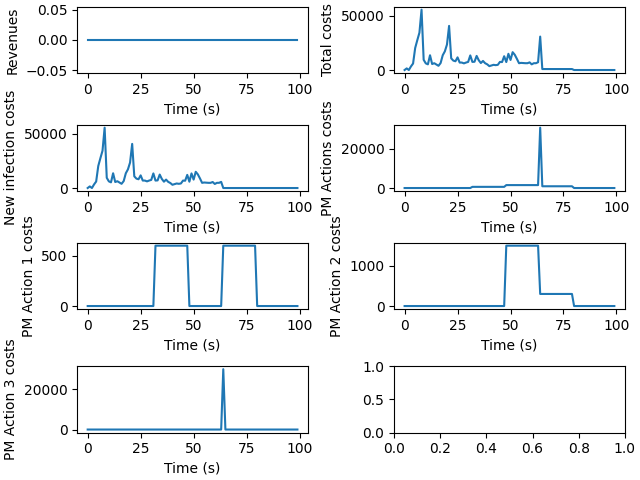 Revenues
0.05
0.00
−0.05
0 25 50 75 100
Time (s)
Total costs
50000
0
0 25 50 75 100
Time (s)
New infection costs
50000
0
0 25 50 75 100
Time (s)
PM Actions costs
20000
0
0 25 50 75 100
Time (s)
PM Action 1 costs
500
0
0 25 50 75 100
Time (s)
PM Action 2 costs
1000
0
0 25 50 75 100
Time (s)
PM Action 3 costs
20000
0
0 25 50 75 100
Time (s)
1.0
0.5
0.0
0.0 0.2 0.4 0.6 0.8 1.0